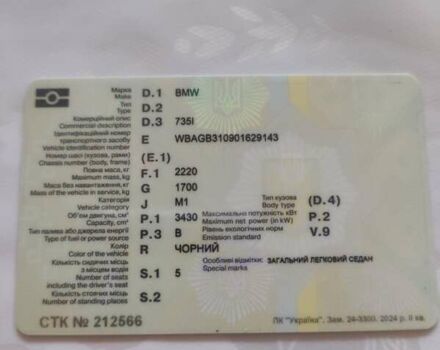 Марка
Make
D.1 BMW
Тип
Type
D.2
Комерційний опис
Commercial description
D.3 735I
Ідентифікаційний номер
транспортного засобу
Vehicle identification number
E WBAGB310901629143
Номер шасі (кузова, рами)
Chassis number (body, frame)
(E.1)
Повна маса, кг
Maximum mass, kg
F.1 2220
Маса без навантаження, кг
Mass of the vehicle in service, kg
G 1700
Категорія
Vehicle category
J M1
Тип кузова
Body type
(D.4)
Об'єм двигуна, см³
Capacity, cm³
P.1 3430
Максимальна потужність кВт
Maximum net power (in kW)
P.2
Тип палива або джерела енергії
Type of fuel or power source
P.3 B
Рівень екологічних норм
Emission standard
V.9
Колір
Color of the vehicle
R ЧОРНИЙ
Кількість сидячих місць
з місцем водія
Number of seats
including the driver's seat
S.1 5
Особливі відмітки: ЗАГАЛЬНИЙ ЛЕГКОВИЙ СЕДАН
Special marks
Кількість стоячих місць
Number of standing places
S.2
СТК № 212566
ПК "Україна". Зам. 24-3300. 2024 р. II кв.